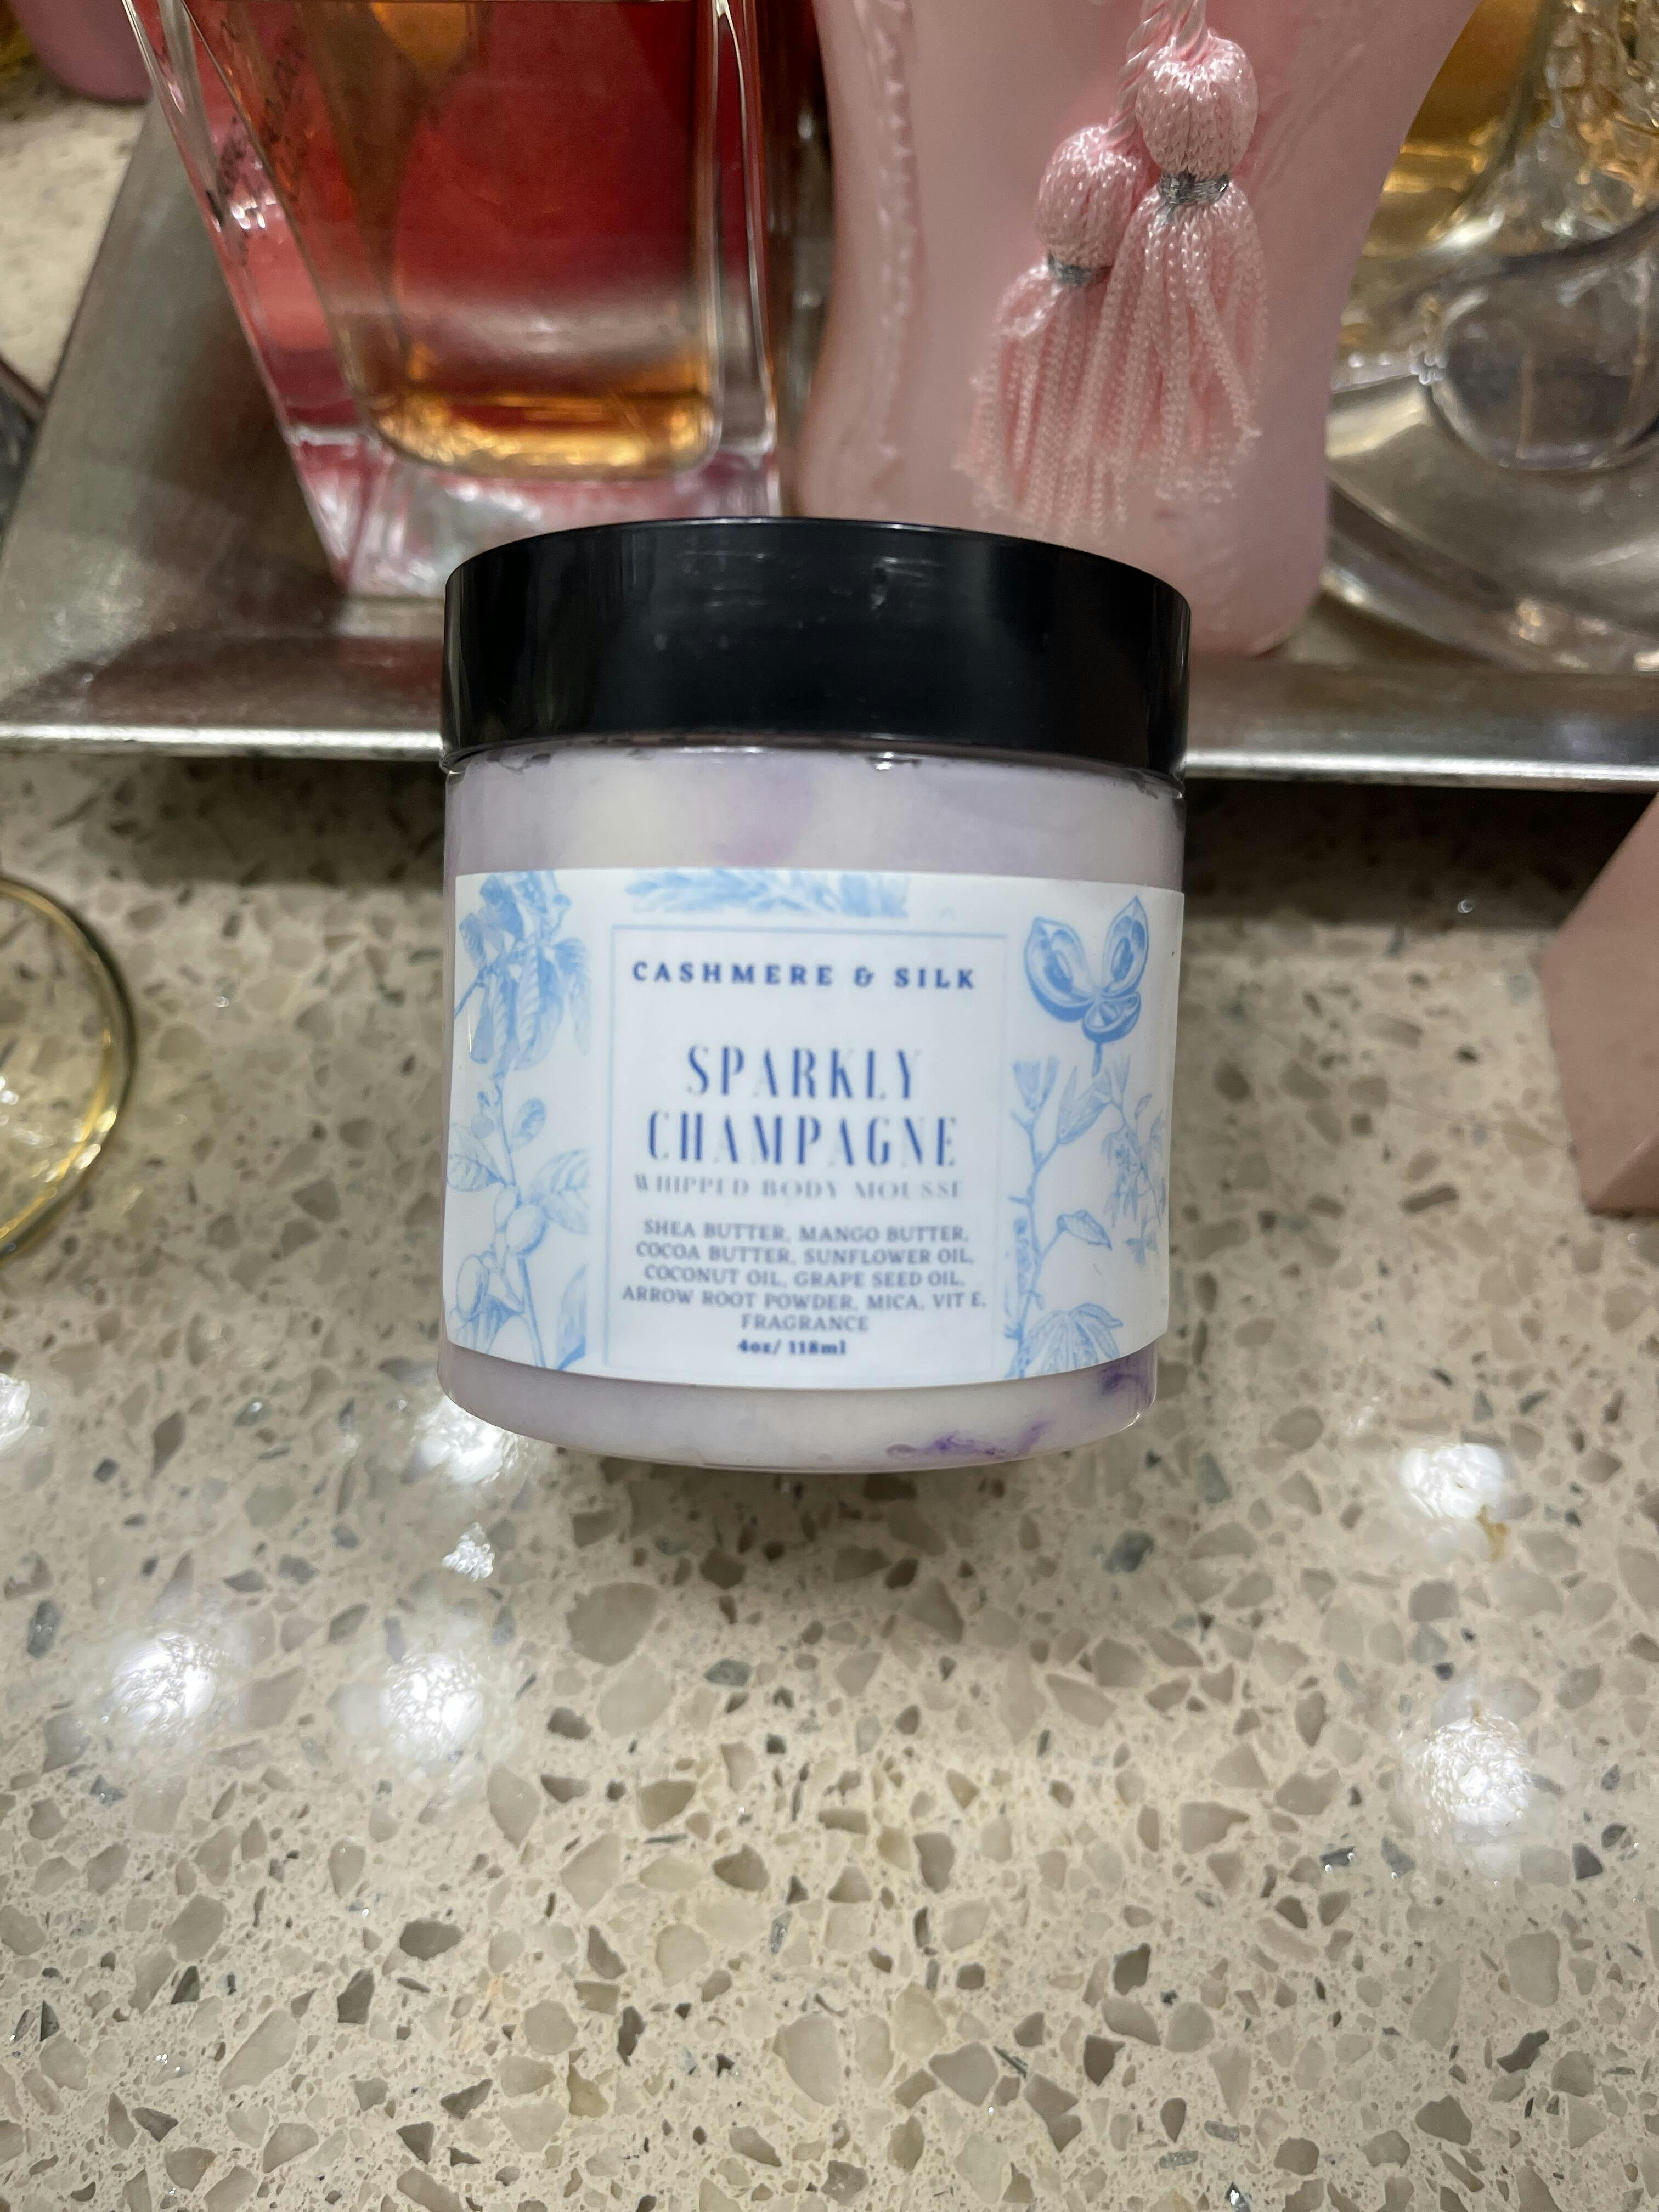 CASHMERE & SILK
SPARKLY
CHAMPAGNE
WHIPPED BODY MOUSSE
SHEA BUTTER, MANGO BUTTER,
COCOA BUTTER, SUNFLOWER OIL,
COCONUT OIL, GRAPE SEED OIL,
ARROW ROOT POWDER, MICA, VIT E,
FRAGRANCE
4oz/ 118ml